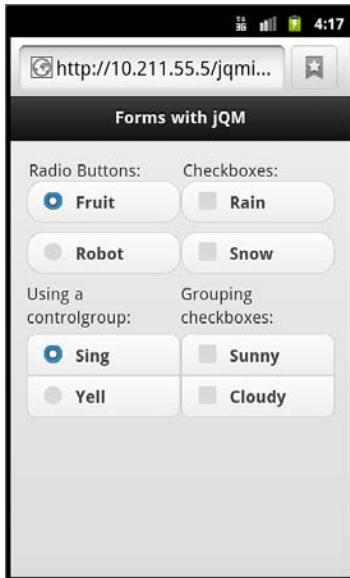 3G 4:17
http://10.211.55.5/jqmi...
Forms with jQM
Radio Buttons: Checkboxes:
Fruit Rain
Robot Snow
Using a controlgroup:
Grouping checkboxes:
Sing Sunny
Yell Cloudy